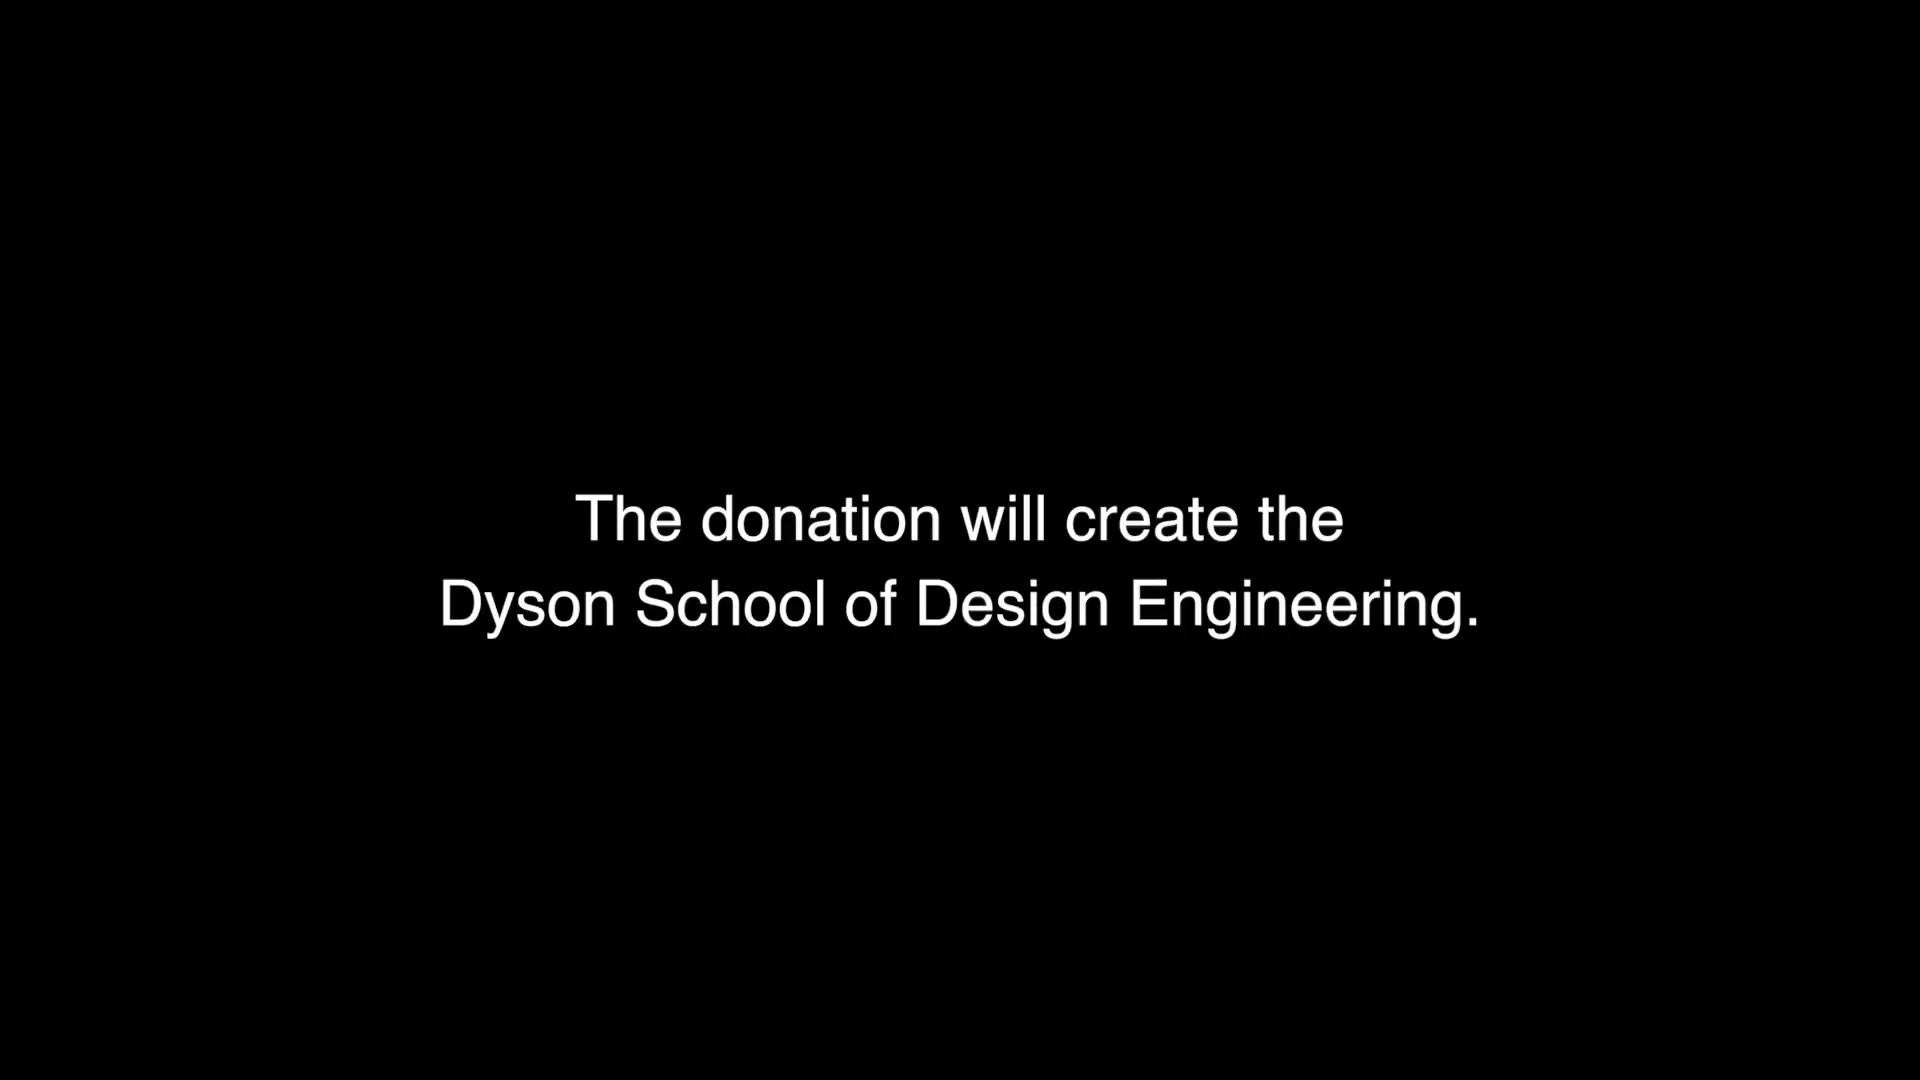 The donation will create the
Dyson School of Design Engineering.